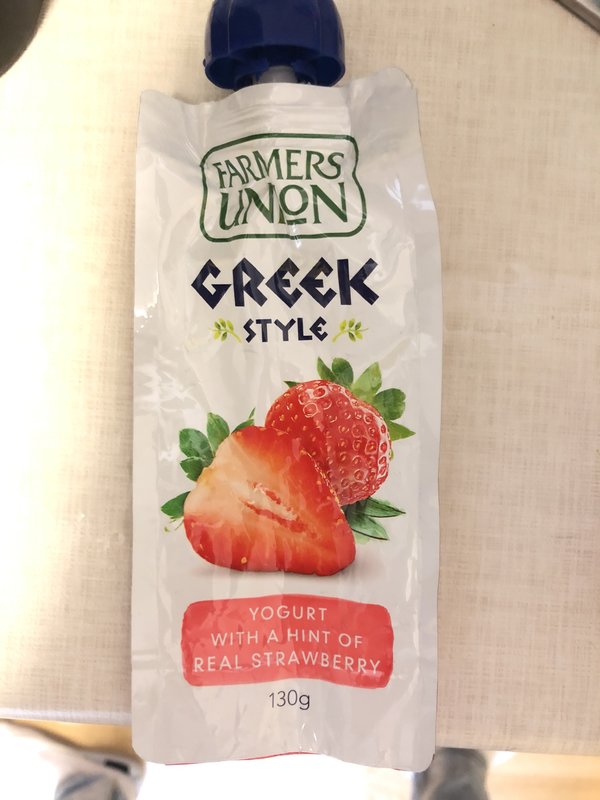 FARMERS
UNION
GREEK
STYLE
YOGURT
WITH A HINT OF
REAL STRAWBERRY
130g